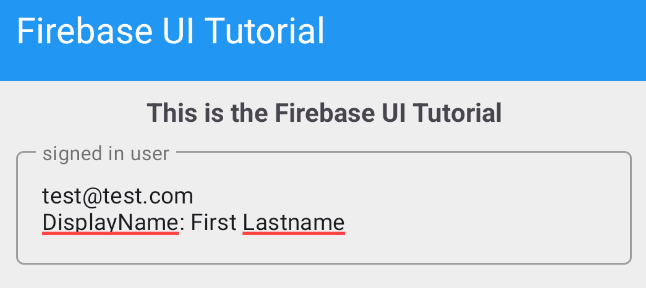 Firebase UI Tutorial
This is the Firebase UI Tutorial
signed in user
test@test.com
DisplayName: First Lastname